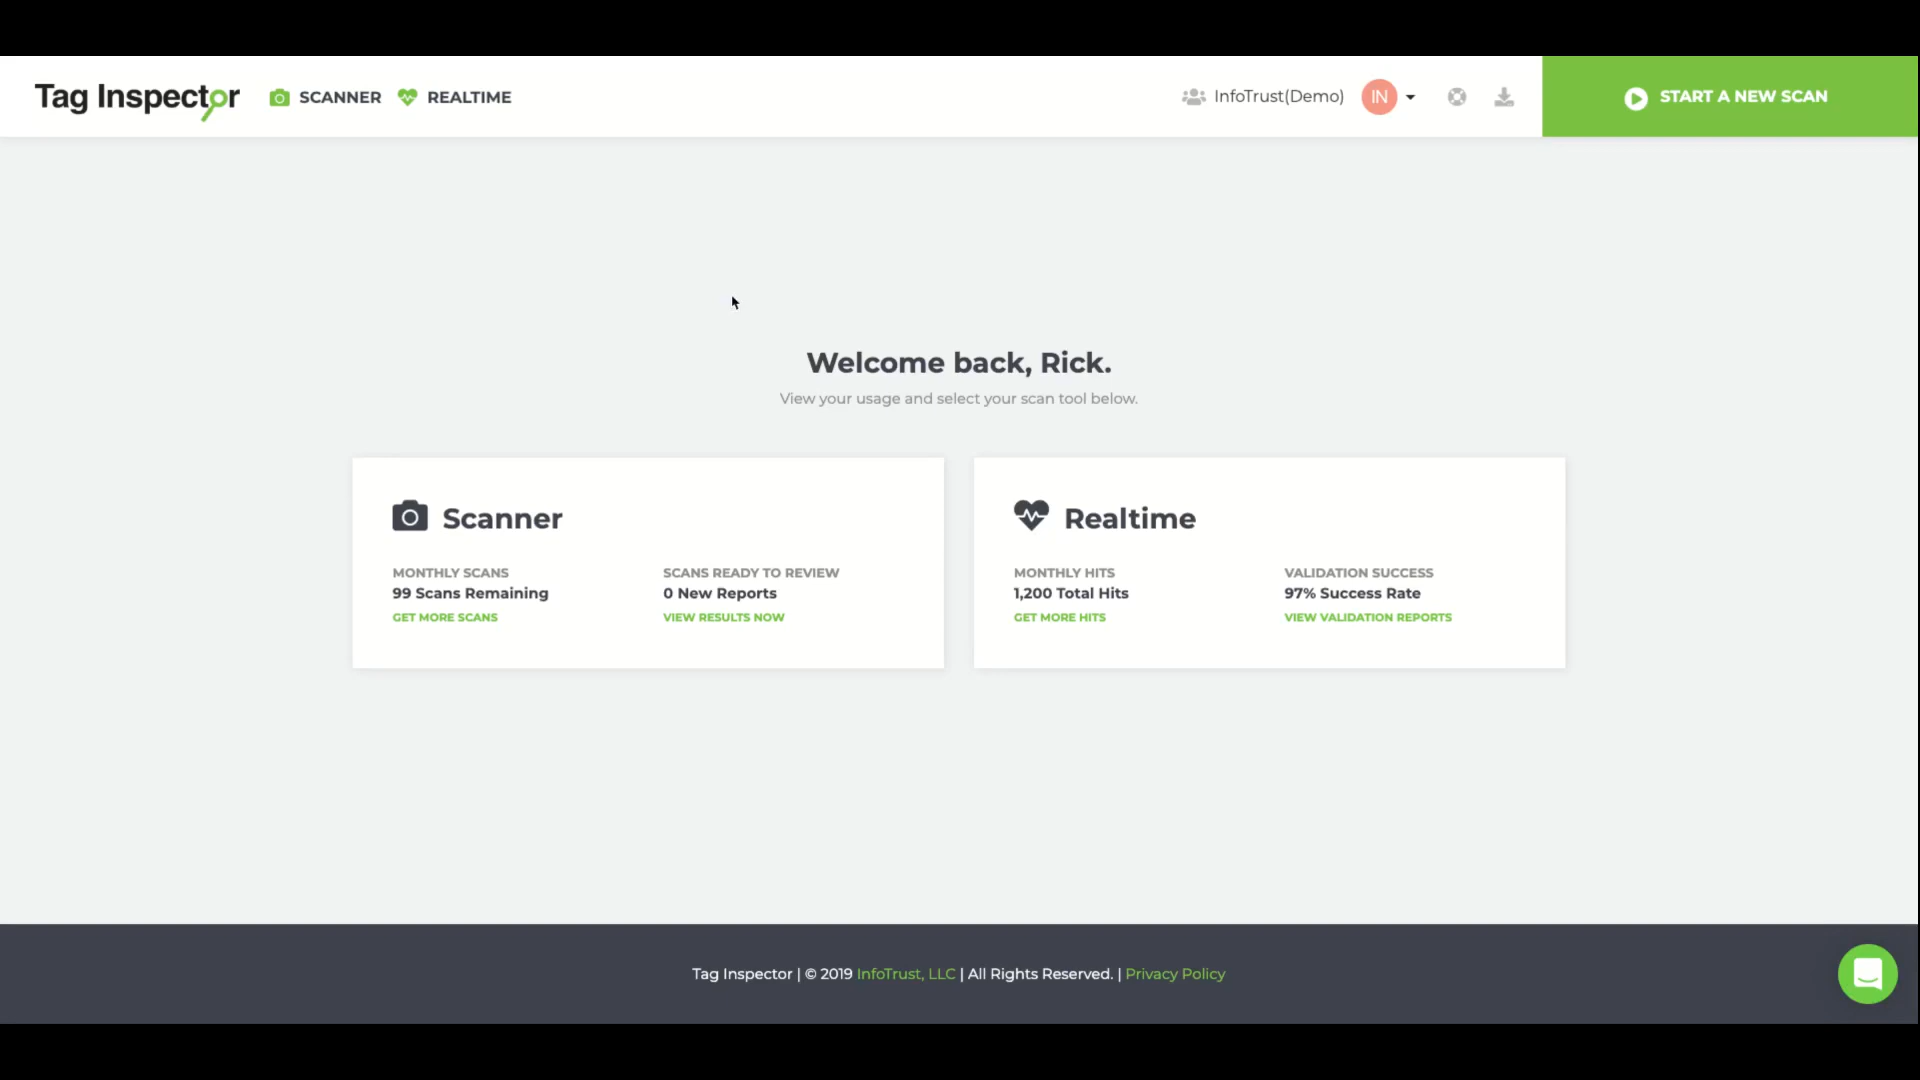 Tag Inspector
SCANNER
REALTIME
InfoTrust(Demo)
IN
START A NEW SCAN
Welcome back, Rick.
View your usage and select your scan tool below.
Scanner
MONTHLY SCANS
99 Scans Remaining
GET MORE SCANS
SCANS READY TO REVIEW
0 New Reports
VIEW RESULTS NOW
Realtime
MONTHLY HITS
1,200 Total Hits
GET MORE HITS
VALIDATION SUCCESS
97% Success Rate
VIEW VALIDATION REPORTS
Tag Inspector | © 2019 InfoTrust, LLC | All Rights Reserved. | Privacy Policy